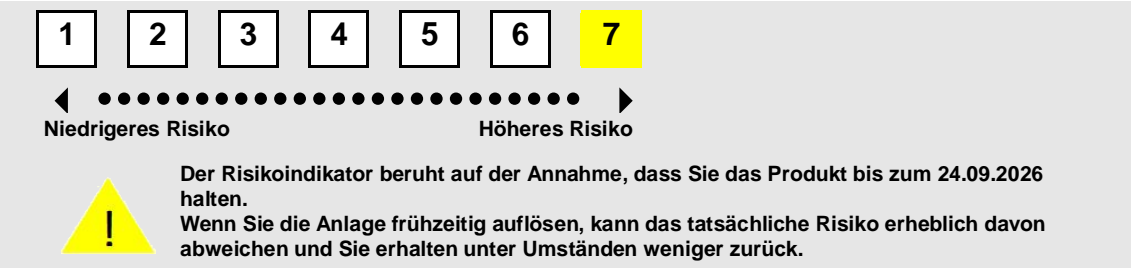 1 2 3 4 5 6 7
Niedrigeres Risiko Höheres Risiko
Der Risikoindikator beruht auf der Annahme, dass Sie das Produkt bis zum 24.09.2026
halten.
Wenn Sie die Anlage frühzeitig auflösen, kann das tatsächliche Risiko erheblich davon
abweichen und Sie erhalten unter Umständen weniger zurück.
!